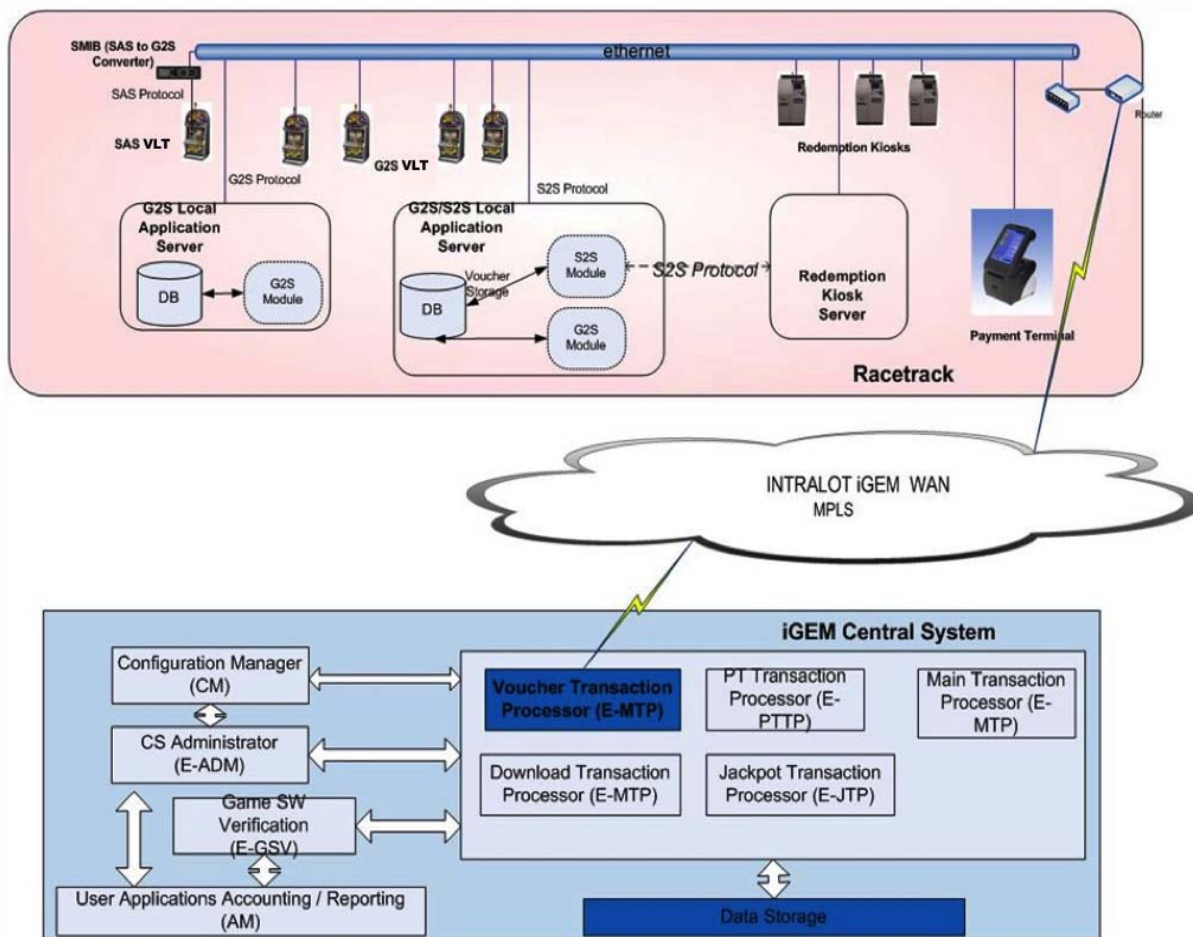 SMIB (SAS to G2S
Converter)
ethernet
SAS Protocol
SAS VLT
G2S VLT
Redemption Kiosks
Router
G2S Protocol
S2S Protocol
G2S Local
Application
Server
DB
G2S
Module
G2S/S2S Local
Application
Server
Voucher
Storage
DB
S2S
Module
G2S
Module
S2S Protocol
Redemption
Kiosk
Server
Payment Terminal
Racetrack
INTRALOT iGEM WAN
MPLS
iGEM Central System
Configuration Manager
(CM)
CS Administrator
(E-ADM)
Game SW
Verification
(E-GSV)
User Applications Accounting / Reporting
(AM)
Voucher Transaction
Processor (E-MTP)
PT Transaction
Processor (E-
PTTP)
Main Transaction
Processor (E-
MTP)
Download Transaction
Processor (E-MTP)
Jackpot Transaction
Processor (E-JTP)
Data Storage